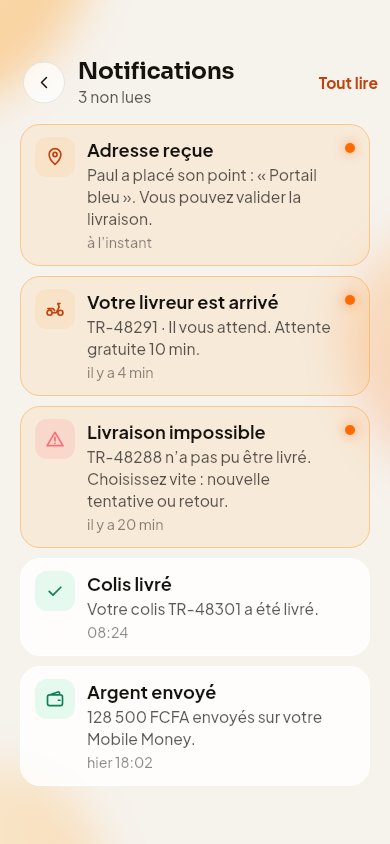 Notifications
3 non lues
Tout lire
Adresse reçue
Paul a placé son point : « Portail
bleu ». Vous pouvez valider la
livraison.
à l’instant
Votre livreur est arrivé
TR-48291 · Il vous attend. Attente
gratuite 10 min.
il y a 4 min
Livraison impossible
TR-48288 n’a pas pu être livré.
Choisissez vite : nouvelle
tentative ou retour.
il y a 20 min
Colis livré
Votre colis TR-48301 a été livré.
08:24
Argent envoyé
128 500 FCFA envoyés sur votre
Mobile Money.
hier 18:02